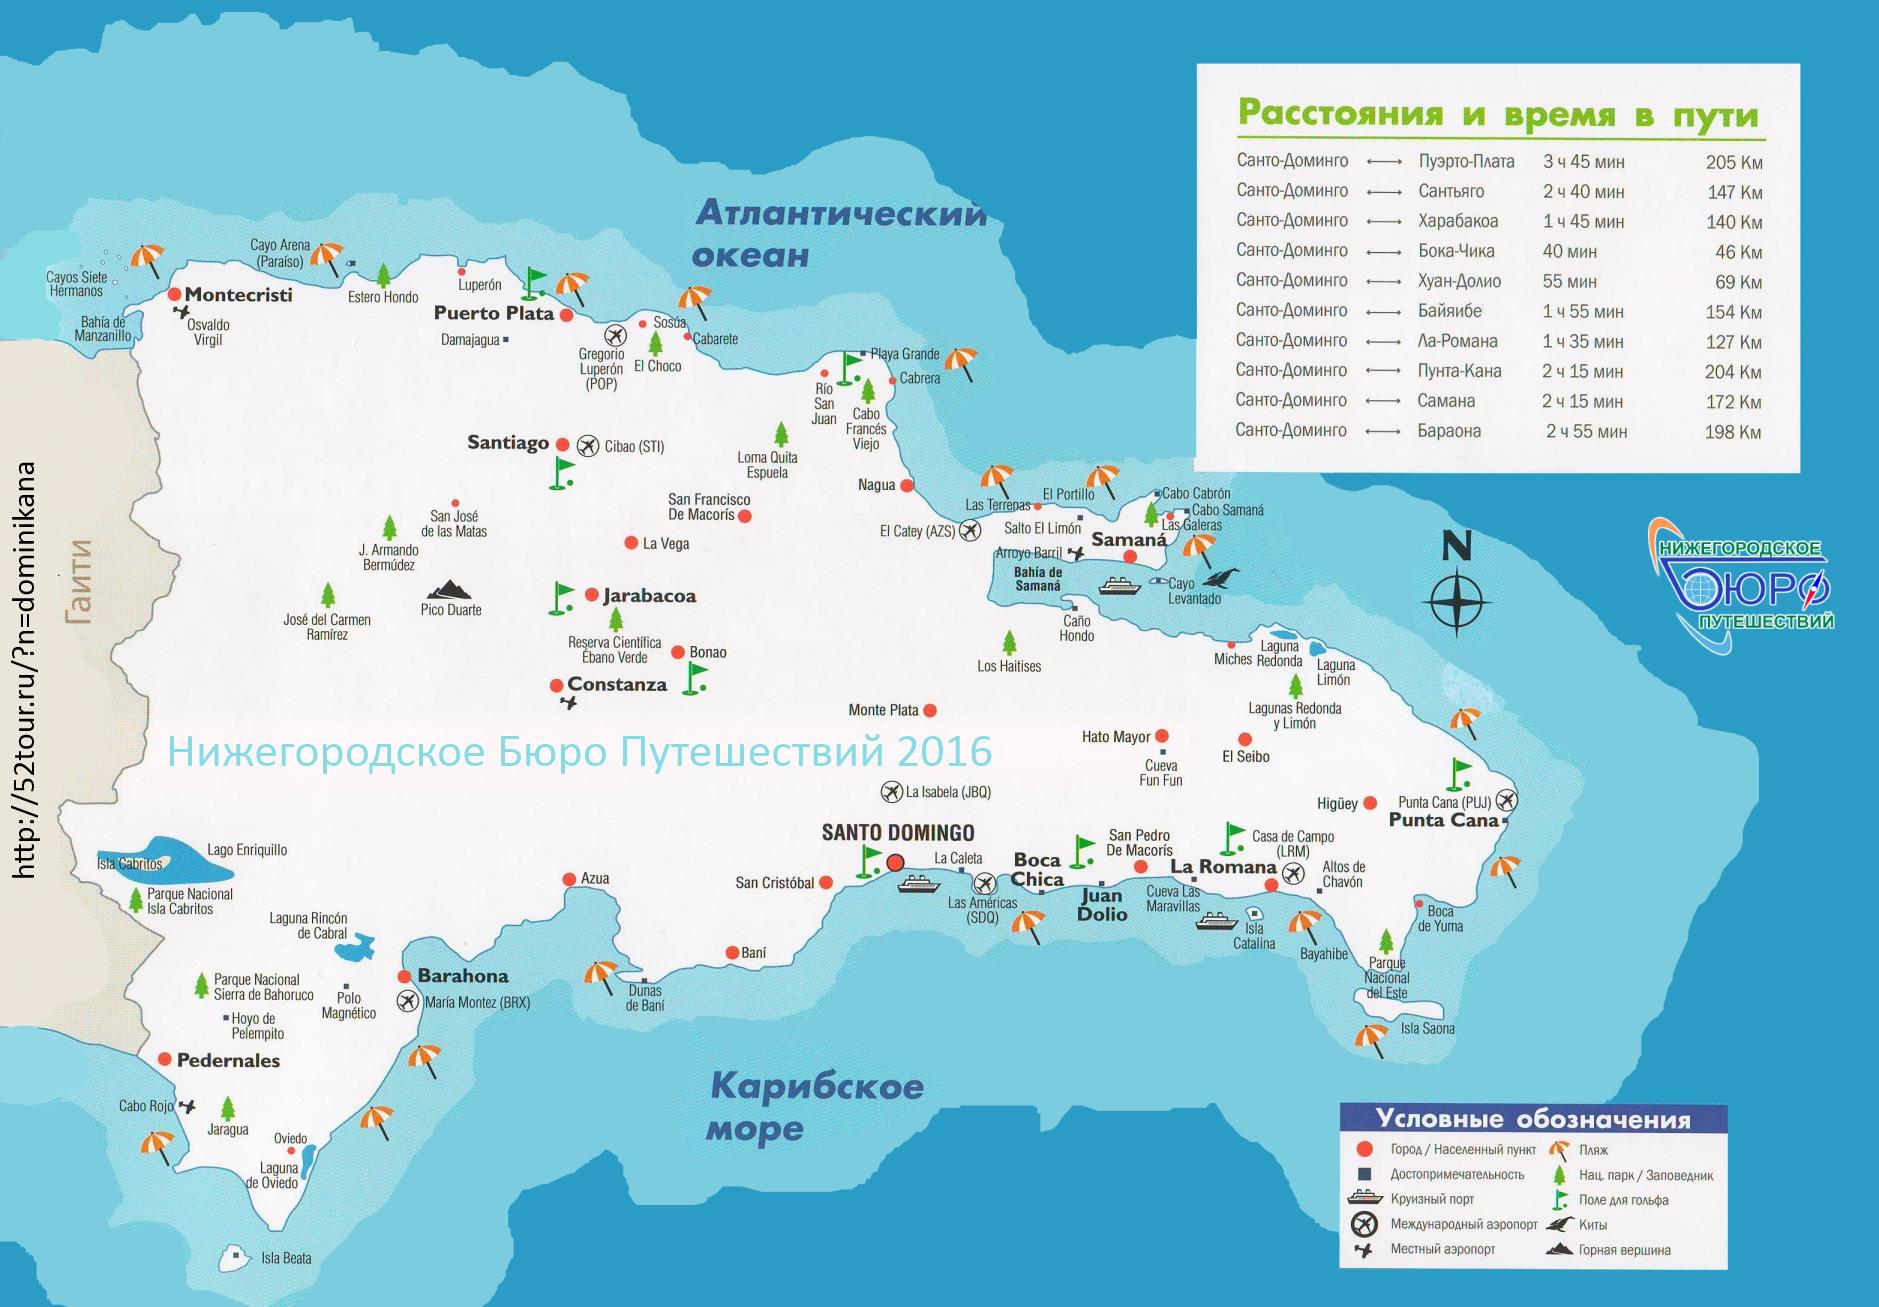 Расстояния и время в пути
Санто-Доминго ⟷ Пуэрто-Плата 3 ч 45 мин 205 Км
Санто-Доминго ⟷ Сантьяго 2 ч 40 мин 147 Км
Санто-Доминго ⟷ Харабакоа 1 ч 45 мин 140 Км
Санто-Доминго ⟷ Бока-Чика 40 мин 46 Км
Санто-Доминго ⟷ Хуан-Долио 55 мин 69 Км
Санто-Доминго ⟷ Байяибе 1 ч 55 мин 154 Км
Санто-Доминго ⟷ Ла-Романа 1 ч 35 мин 127 Км
Санто-Доминго ⟷ Пунта-Кана 2 ч 15 мин 204 Км
Санто-Доминго ⟷ Самана 2 ч 15 мин 172 Км
Санто-Доминго ⟷ Бараона 2 ч 55 мин 198 Км
Атлантический
океан
Cayo Arena
(Paraíso)
Cayos Siete
Hermanos
Montecristi
Osvaldo
Virgil
Bahía de
Manzanillo
Estero Hondo
Luperón
Puerto Plata
Damajagua
Gregorio
Luperón
(POP)
Sosúa
Cabarete
El Choco
Playa Grande
Cabrera
Río
San
Juan
Cabo
Francés
Viejo
Santiago
Cibao (STI)
Loma Quita
Espuela
Nagua
San Francisco
De Macorís
San José
de las Matas
El Catey (AZS)
Las Terrenas
El Portillo
Cabo Cabrón
Cabo Samaná
Las Galeras
Salto El Limón
Samaná
Arroyo Barril
Bahía de
Samaná
Cayo
Levantado
Caño
Hondo
N
НИЖЕГОРОДСКОЕ
БЮРО
ПУТЕШЕСТВИЙ
Гаити
http://52tour.ru/?n=dominikana
J. Armando
Bermúdez
La Vega
José del Carmen
Ramírez
Pico Duarte
Jarabacoa
Reserva Científica
Ébano Verde
Bonao
Constanza
Los Haitises
Miches
Laguna
Redonda
Laguna
Limón
Lagunas Redonda
y Limón
Monte Plata
Hato Mayor
Cueva
Fun Fun
El Seibo
Нижегородское Бюро Путешествий 2016
La Isabela (JBQ)
Higüey
Punta Cana (PUJ)
Punta Cana
SANTO DOMINGO
La Caleta
Boca
Chica
San Pedro
De Macorís
Casa de Campo
(LRM)
La Romana
Altos de
Chavón
Las Américas
(SDQ)
Juan
Dolio
Cueva Las
Maravillas
Isla
Catalina
Bayahibe
Boca
de Yuma
Parque
Nacional
del Este
Isla Saona
Lago Enriquillo
Isla Cabritos
Parque Nacional
Isla Cabritos
Azua
San Cristóbal
Laguna Rincón
de Cabral
Baní
Barahona
María Montez (BRX)
Dunas
de Baní
Parque Nacional
Sierra de Bahoruco
Polo
Magnético
Hoyo de
Pelempito
Pedernales
Cabo Rojo
Jaragua
Oviedo
Laguna
de Oviedo
Isla Beata
Карибское
море
Условные обозначения
Город / Населенный пункт
Достопримечательность
Круизный порт
Международный аэропорт
Местный аэропорт
Пляж
Нац. парк / Заповедник
Поле для гольфа
Киты
Горная вершина